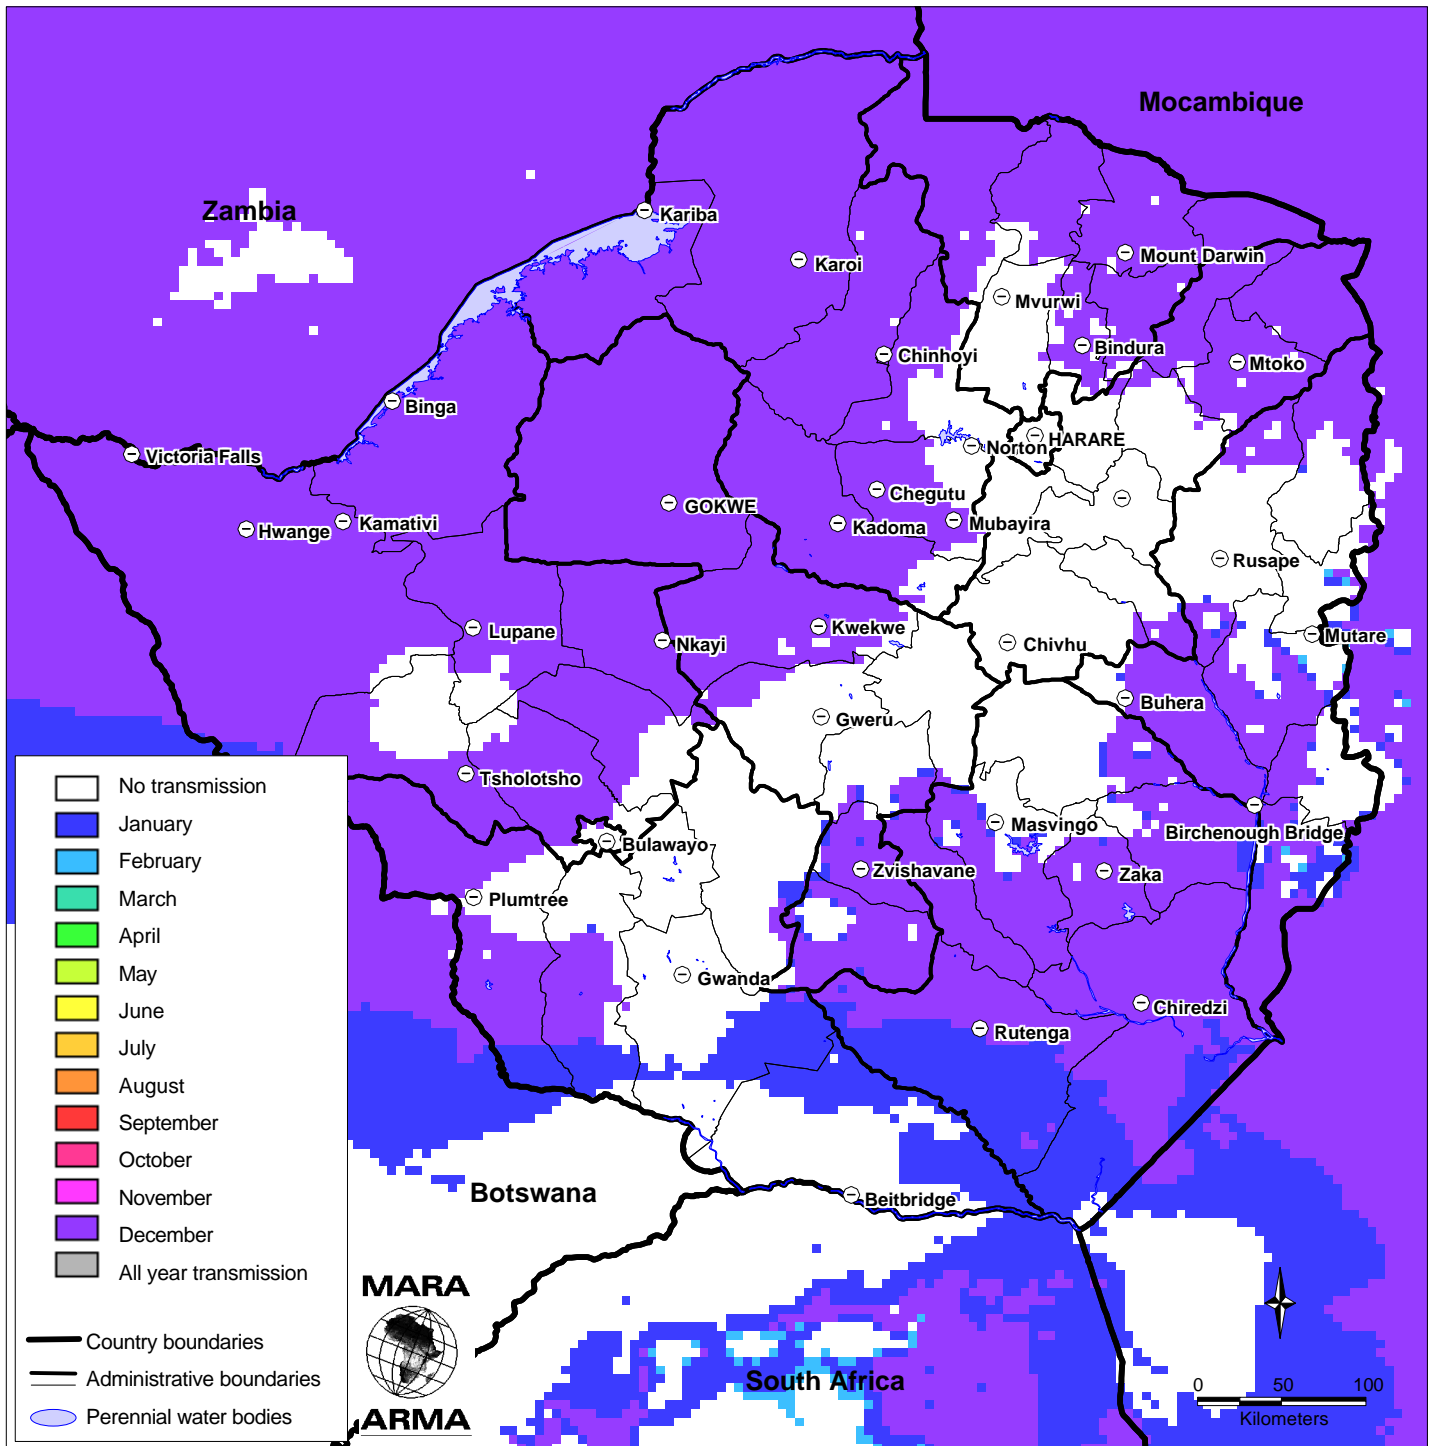 Mocambique
Zambia
Kariba
Karoi
Mount Darwin
Mvurwi
Chinhoyi
Bindura
Mtoko
Binga
HARARE
Norton
Victoria Falls
Chegutu
GOKWE
Kadoma
Mubayira
Hwange
Kamativi
Rusape
Lupane
Nkayi
Kwekwe
Chivhu
Mutare
Buhera
Gweru
Tsholotsho
Masvingo
Birchenough Bridge
Bulawayo
Zvishavane
Zaka
Plumtree
Gwanda
Chiredzi
Rutenga
Botswana
Beitbridge
South Africa
No transmission
January
February
March
April
May
June
July
August
September
October
November
December
All year transmission
Country boundaries
Administrative boundaries
Perennial water bodies
MARA
ARMA
0 50 100
Kilometers